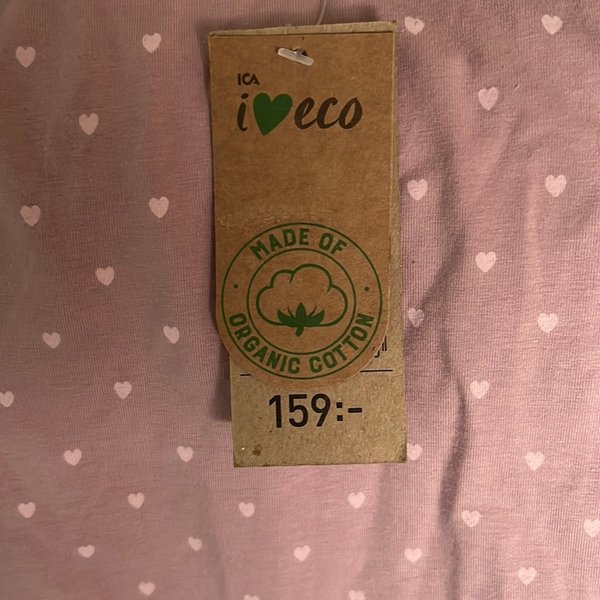 ICA
i♥eco
MADE OF
ORGANIC COTTON
159:-